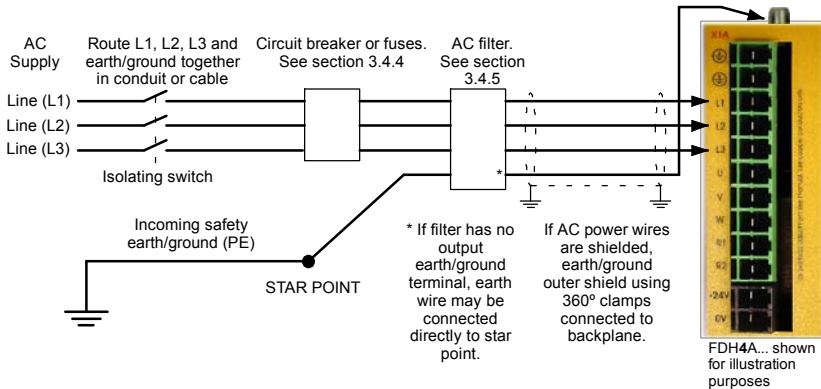 AC
Supply
Route L1, L2, L3 and
earth/ground together
in conduit or cable
Circuit breaker or fuses.
See section 3.4.4
AC filter.
See section
3.4.5
Line (L1)
Line (L2)
Line (L3)
Isolating switch
*
Incoming safety
earth/ground (PE)
STAR POINT
* If filter has no
output
earth/ground
terminal, earth
wire may be
connected
directly to star
point.
If AC power wires
are shielded,
earth/ground
outer shield using
360º clamps
connected to
backplane.
X1A
L1
L2
L3
U
V
W
R1
R2
+24V
0V
FDH4A... shown
for illustration
purposes